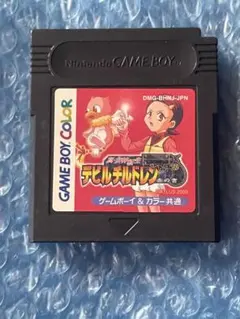 Nintendo GAME BOY
DMG-BHRJ-JPN
GAME BOY COLOR
デビルチルドレン
ゲームボーイ & カラー共通